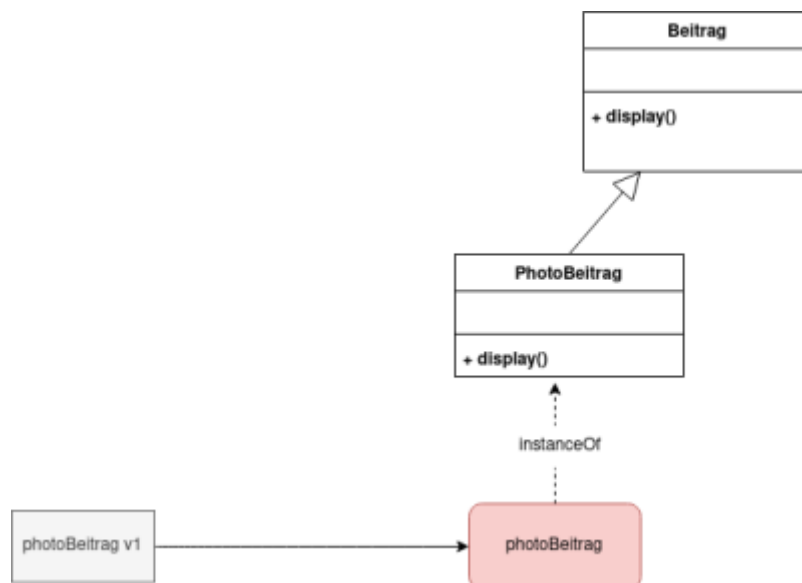 Beitrag
+ display()
PhotoBeitrag
+ display()
instanceOf
photoBeitrag v1
photoBeitrag